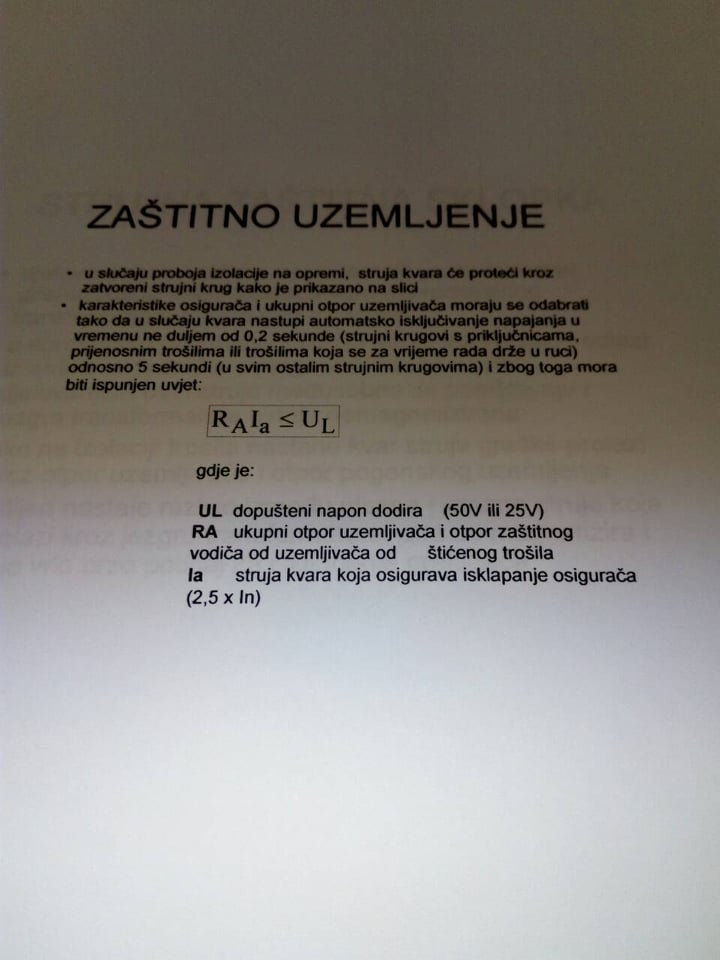 ZAŠTITNO UZEMLJENJE
• u slučaju proboja izolacije na opremi, struja kvara će proteći kroz
zatvoreni strujni krug kako je prikazano na slici
• karakteristike osigurača i ukupni otpor uzemljivača moraju se odabrati
tako da u slučaju kvara nastupi automatsko isključivanje napajanja u
vremenu ne duljem od 0,2 sekunde (strujni krugovi s priključnicama,
prijenosnim trošilima ili trošilima koja se za vrijeme rada drže u ruci)
odnosno 5 sekundi (u svim ostalim strujnim krugovima) i zbog toga mora
biti ispunjen uvjet:
R_A I_a ≤ U_L
gdje je:
UL dopušteni napon dodira (50V ili 25V)
RA ukupni otpor uzemljivača i otpor zaštitnog
vodiča od uzemljivača od štićenog trošila
Ia struja kvara koja osigurava isklapanje osigurača
(2,5 x In)